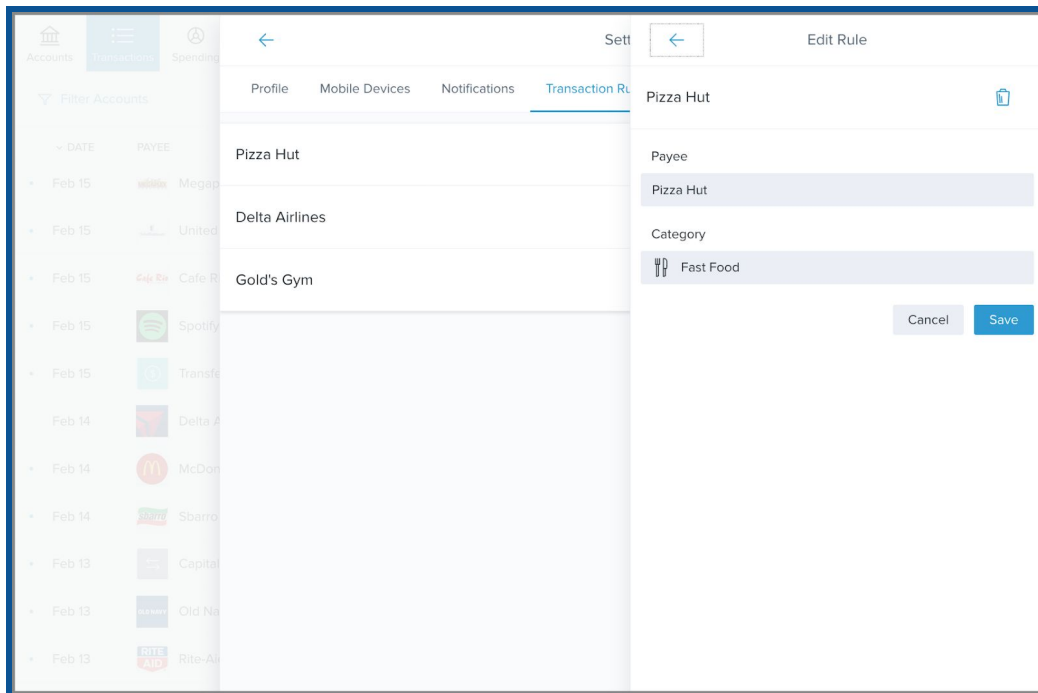 Accounts
Transactions
Spending
Filter Accounts
DATE PAYEE
Feb 15 Megap
Feb 15 United
Feb 15 Cafe R
Feb 15 Spotify
Feb 15 Transfe
Feb 14 Delta A
Feb 14 McDon
Feb 14 Sbarro
Feb 13 Capital
Feb 13 Old Na
Feb 13 RITE AID Rite-Ai
Sett
Profile Mobile Devices Notifications Transaction Ru
Pizza Hut
Delta Airlines
Gold's Gym
Edit Rule
Pizza Hut
Payee
Pizza Hut
Category
Fast Food
Cancel Save